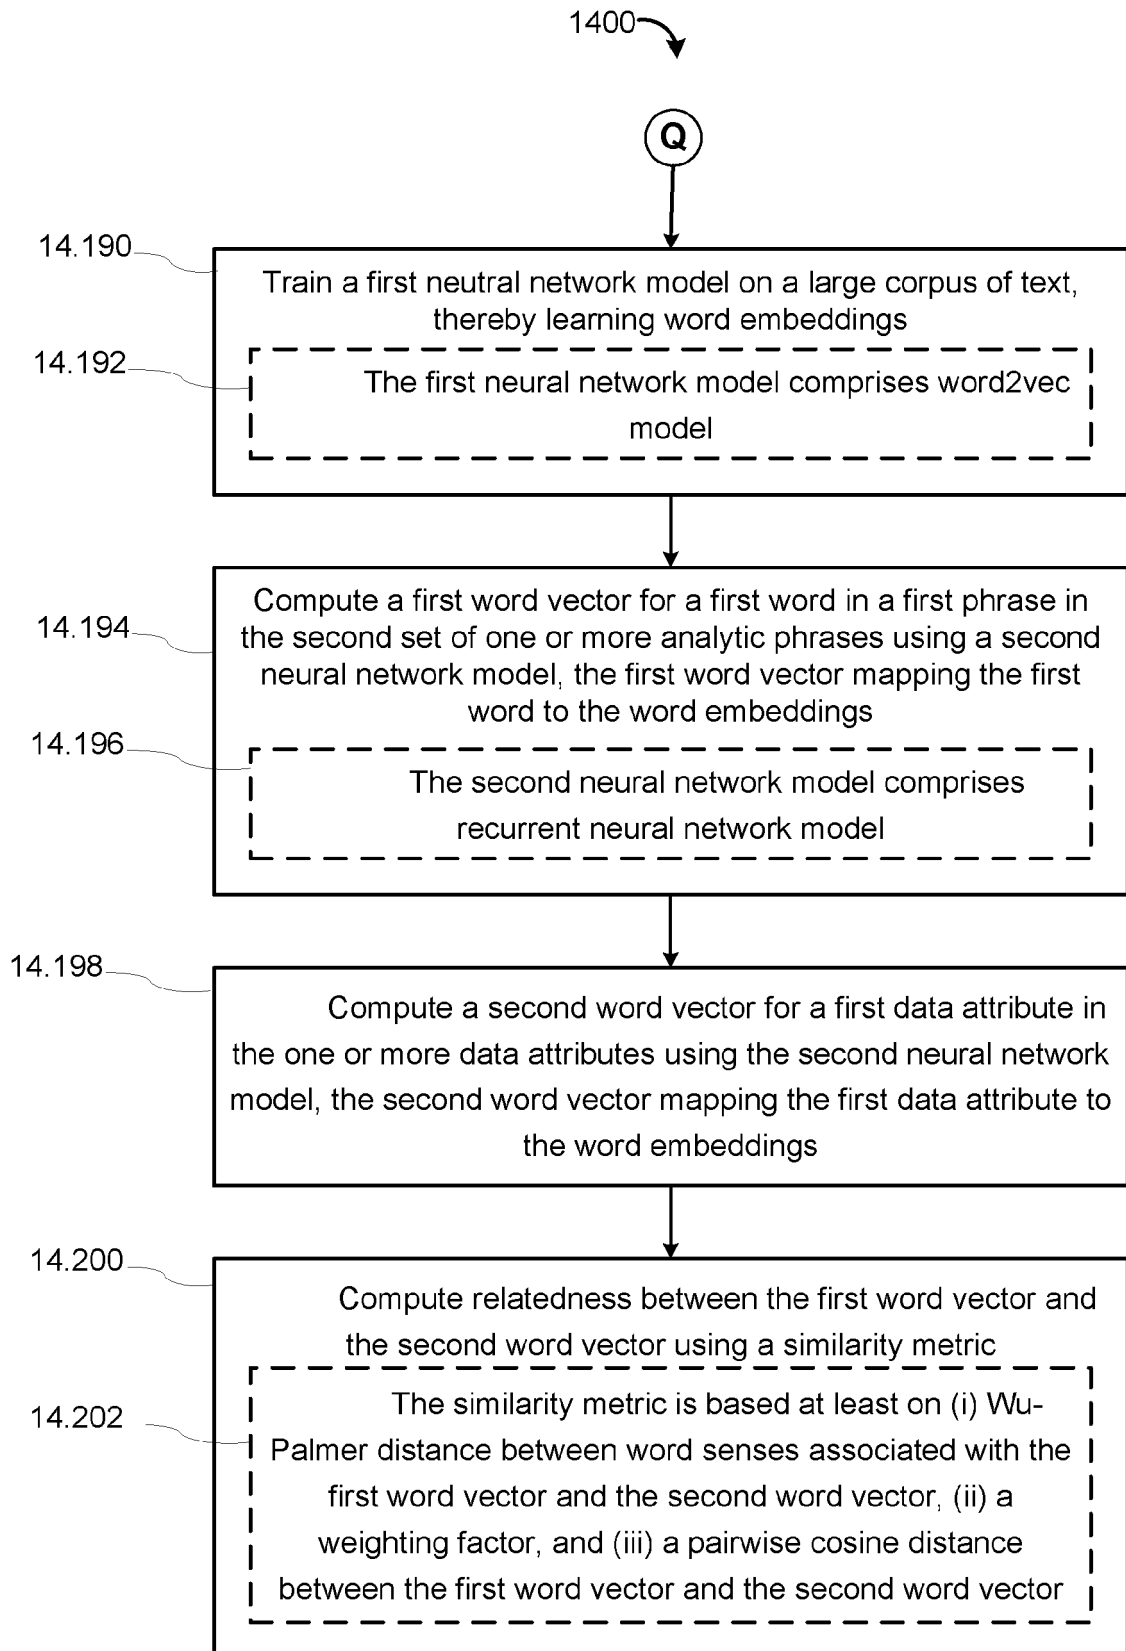 1400
Q
14.190
Train a first neutral network model on a large corpus of text,
thereby learning word embeddings
14.192
The first neural network model comprises word2vec
model
14.194
Compute a first word vector for a first word in a first phrase in
the second set of one or more analytic phrases using a second
neural network model, the first word vector mapping the first
word to the word embeddings
14.196
The second neural network model comprises
recurrent neural network model
14.198
Compute a second word vector for a first data attribute in
the one or more data attributes using the second neural network
model, the second word vector mapping the first data attribute to
the word embeddings
14.200
Compute relatedness between the first word vector and
the second word vector using a similarity metric
14.202
The similarity metric is based at least on (i) Wu-
Palmer distance between word senses associated with the
first word vector and the second word vector, (ii) a
weighting factor, and (iii) a pairwise cosine distance
between the first word vector and the second word vector